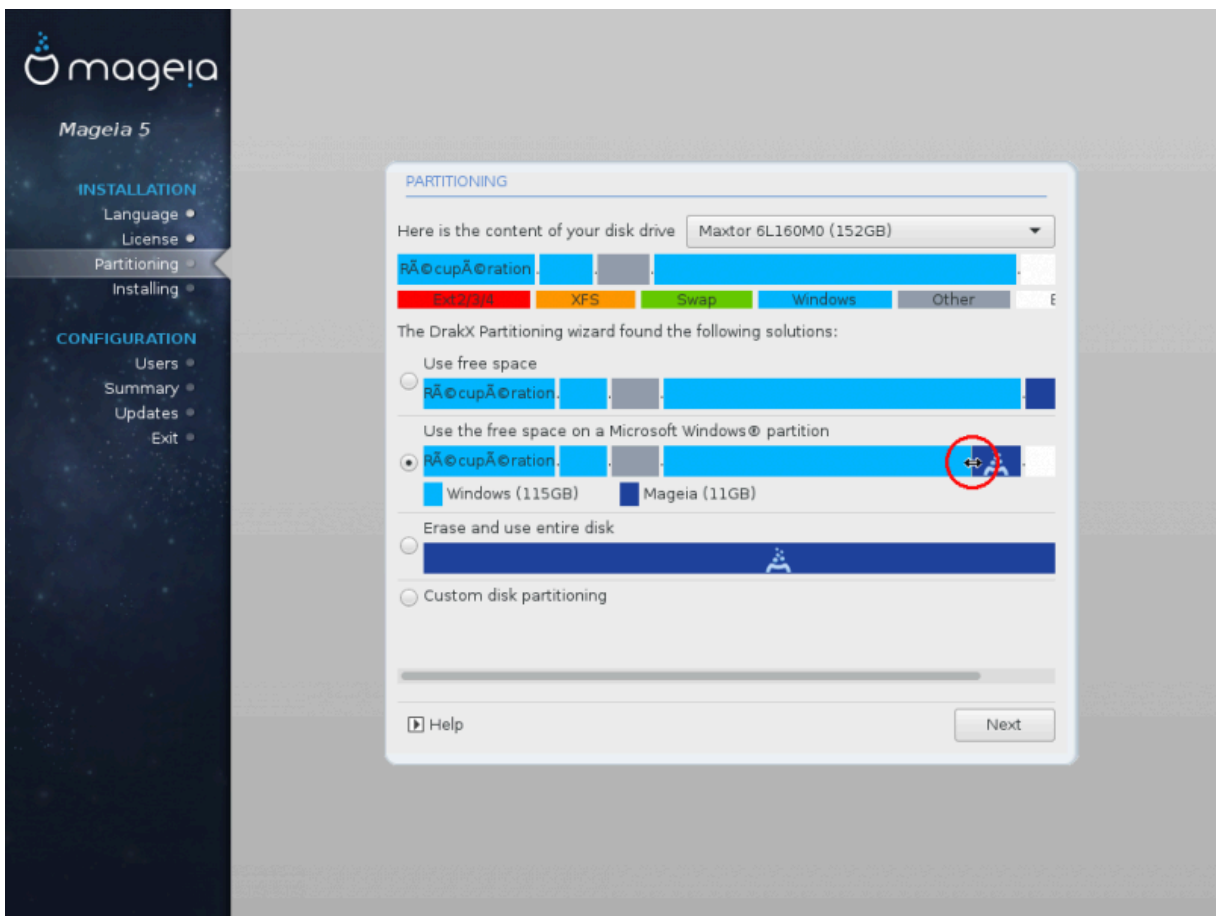 mageia
Mageia 5
INSTALLATION
Language
License
Partitioning
Installing
CONFIGURATION
Users
Summary
Updates
Exit
PARTITIONING
Here is the content of your disk drive Maxtor 6L160M0 (152GB)
RÃ©cupÃ©ration
Ext2/3/4 XFS Swap Windows Other E
The DrakX Partitioning wizard found the following solutions:
Use free space
RÃ©cupÃ©ration
Use the free space on a Microsoft Windows® partition
RÃ©cupÃ©ration
Windows (115GB) Mageia (11GB)
Erase and use entire disk
Custom disk partitioning
Help Next